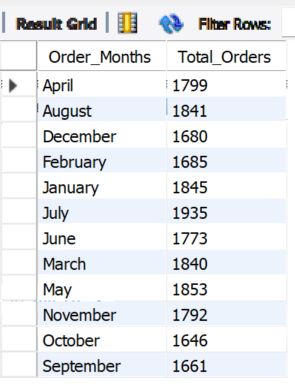 Result Grid Filter Rows:
Order_Months Total_Orders
April 1799
August 1841
December 1680
February 1685
January 1845
July 1935
June 1773
March 1840
May 1853
November 1792
October 1646
September 1661